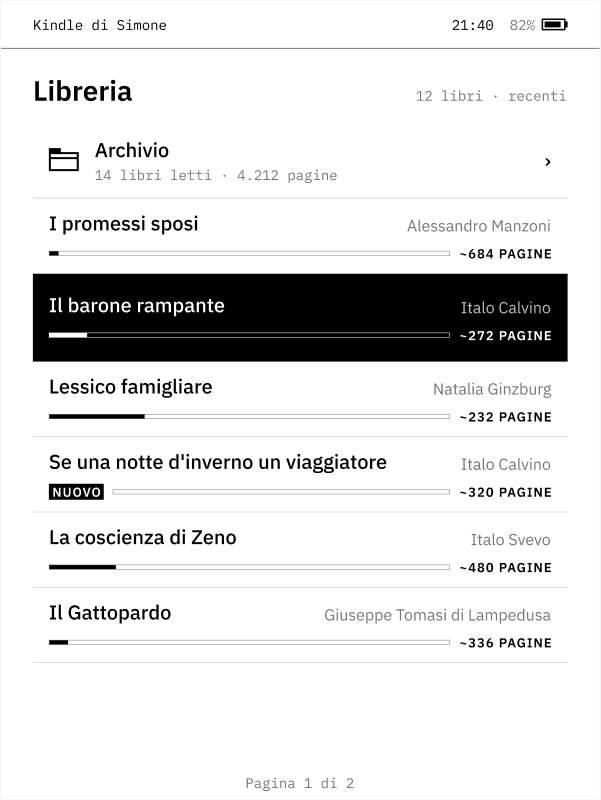 Kindle di Simone 21:40 82%
Libreria 12 libri · recenti
Archivio ›
14 libri letti · 4.212 pagine
I promessi sposi Alessandro Manzoni
~684 PAGINE
Il barone rampante Italo Calvino
~272 PAGINE
Lessico famigliare Natalia Ginzburg
~232 PAGINE
Se una notte d'inverno un viaggiatore Italo Calvino
NUOVO ~320 PAGINE
La coscienza di Zeno Italo Svevo
~480 PAGINE
Il Gattopardo Giuseppe Tomasi di Lampedusa
~336 PAGINE
Pagina 1 di 2